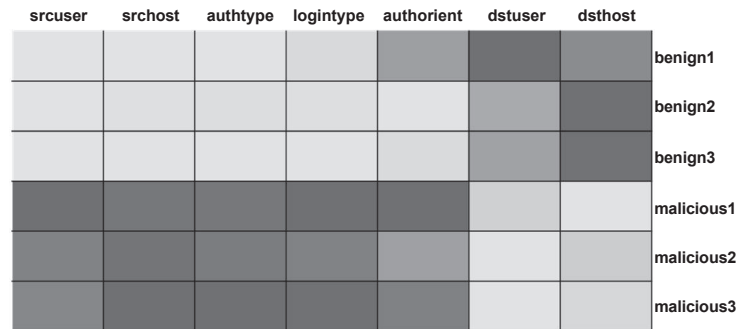 srcuser srchost authtype logintype authorient dstuser dsthost
benign1
benign2
benign3
malicious1
malicious2
malicious3